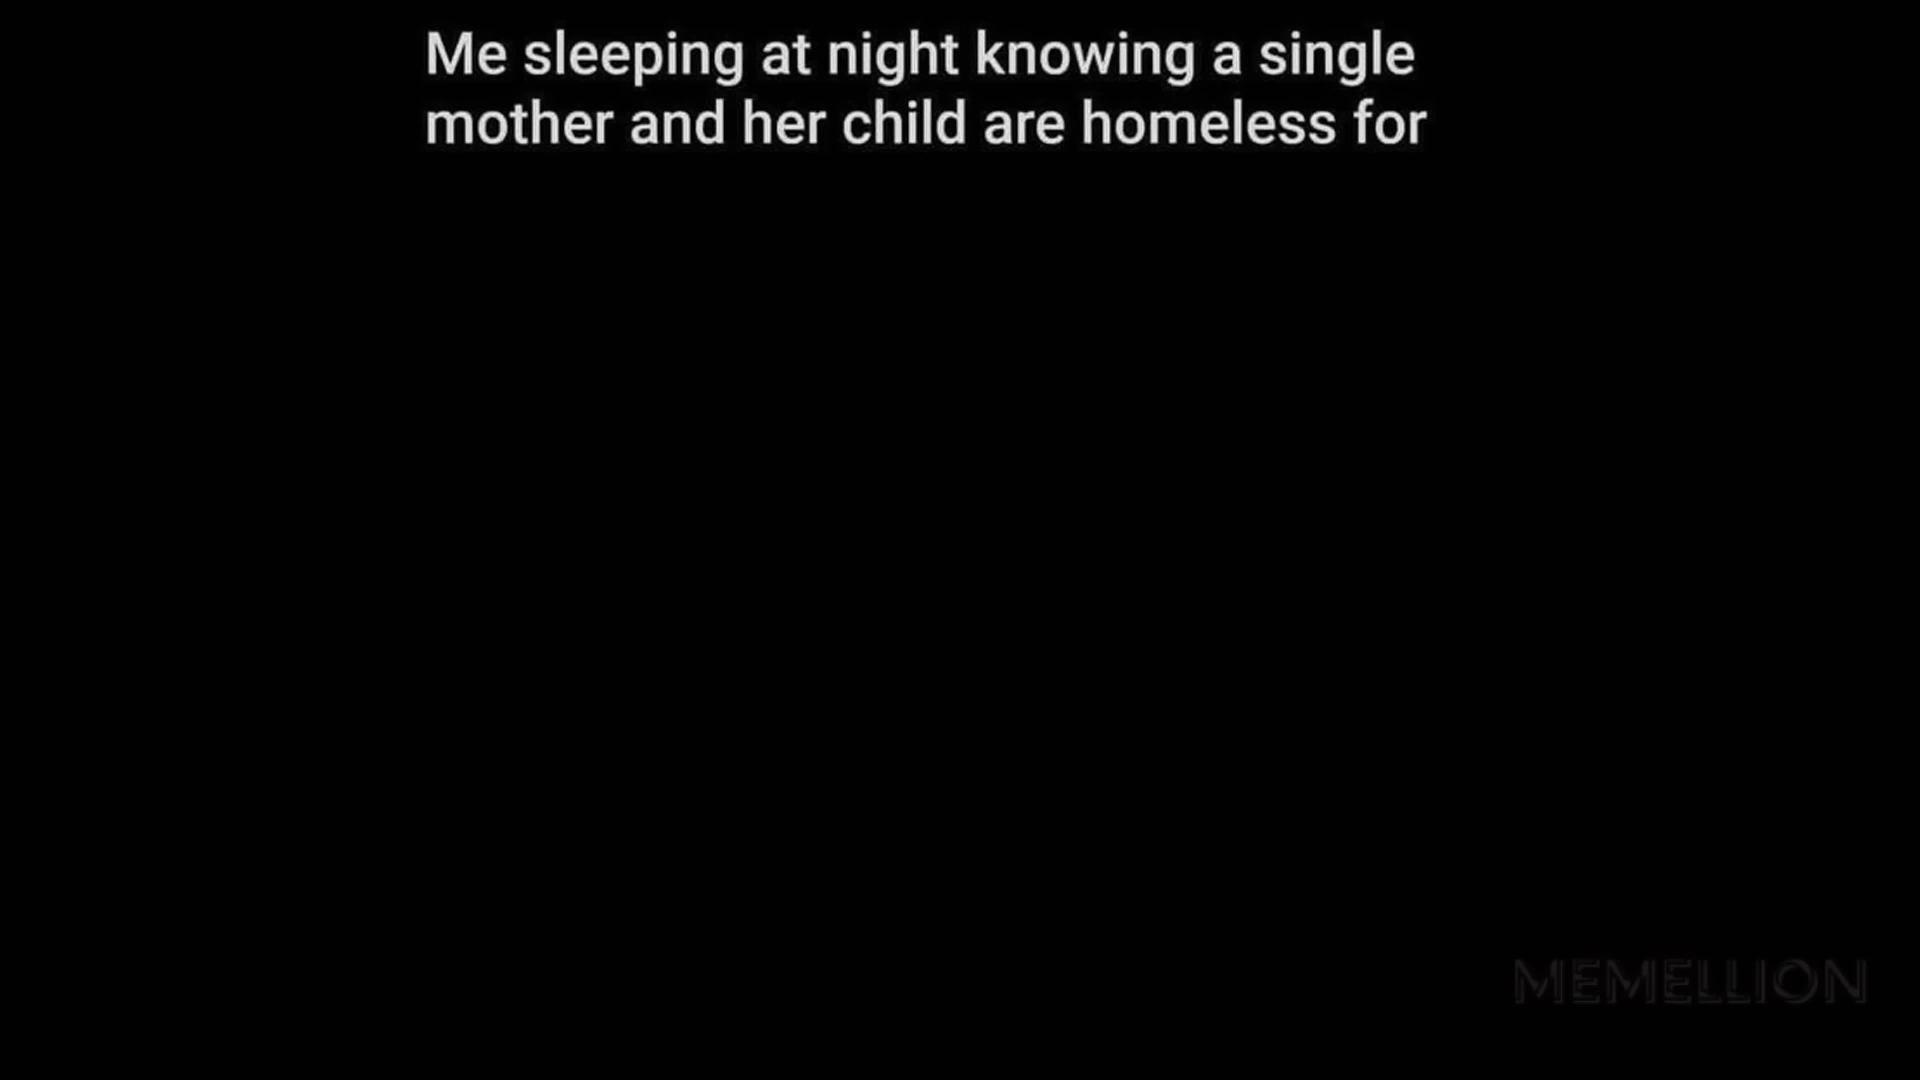 Me sleeping at night knowing a single
mother and her child are homeless for
MEMELLION